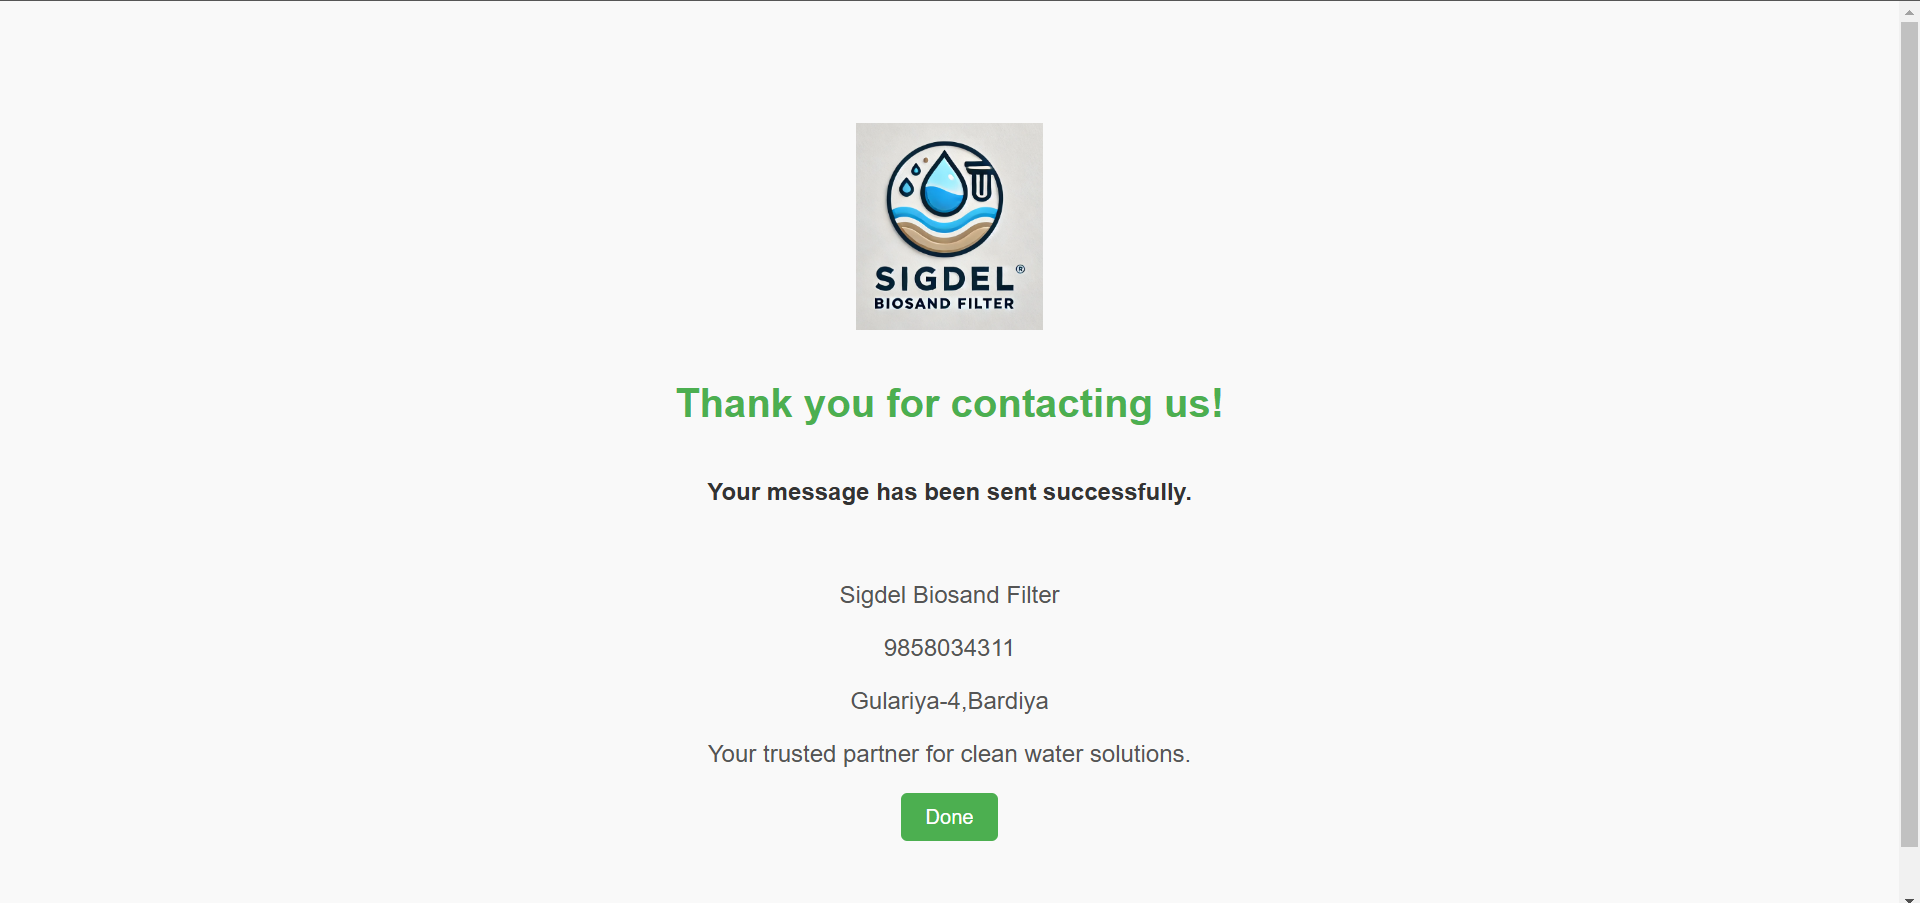 SIGDEL®
BIOSAND FILTER
Thank you for contacting us!
Your message has been sent successfully.
Sigdel Biosand Filter
9858034311
Gulariya-4,Bardiya
Your trusted partner for clean water solutions.
Done